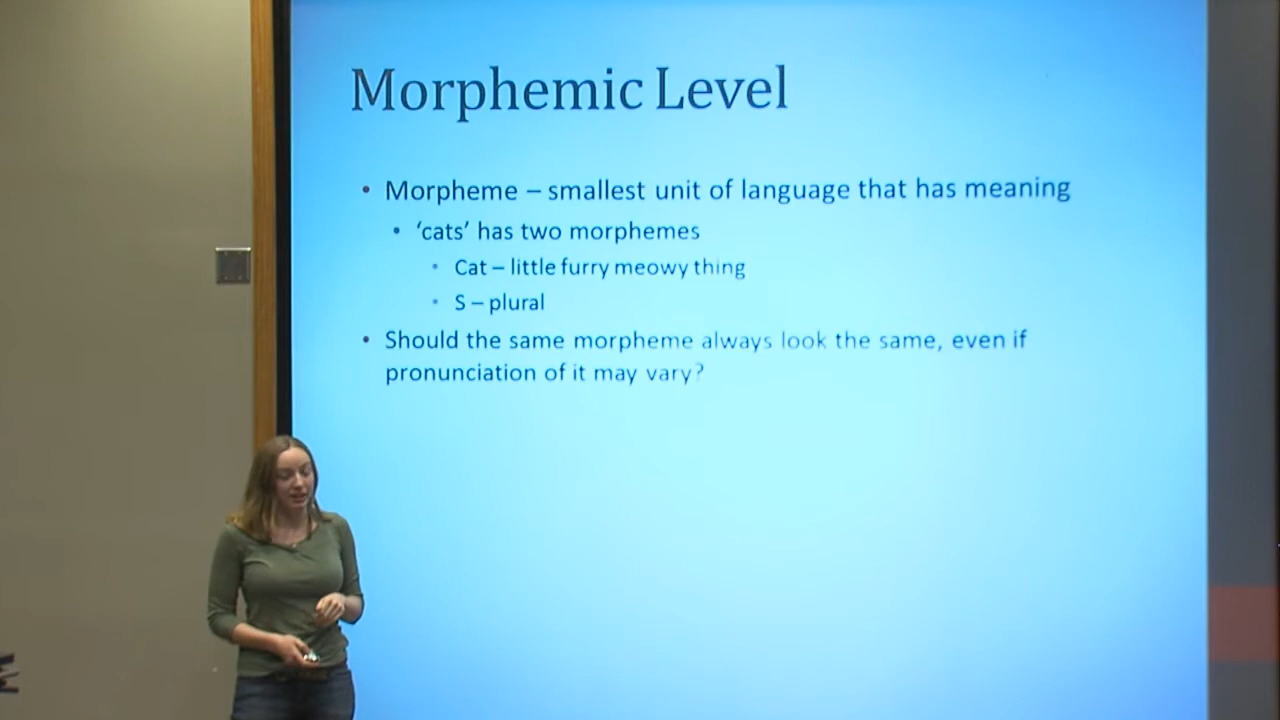 Morphemic Level
• Morpheme – smallest unit of language that has meaning
• ‘cats’ has two morphemes
• Cat – little furry meowy thing
• S – plural
• Should the same morpheme always look the same, even if
pronunciation of it may vary?